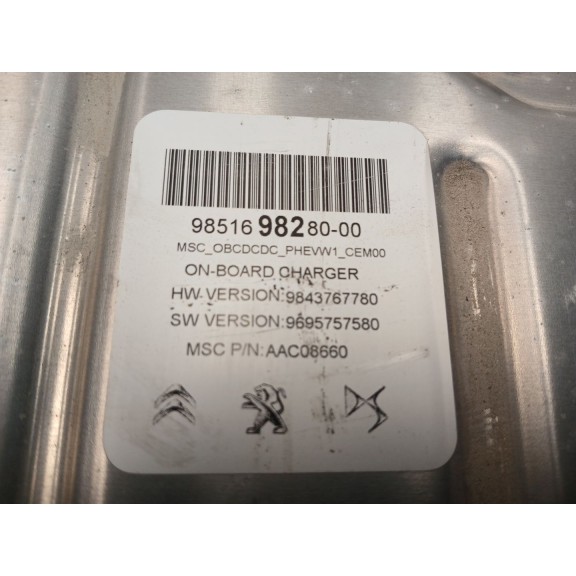 98516 982 80-00
MSC_OBCDCDC_PHEVW1_CEM00
ON-BOARD CHARGER
HW VERSION:9843767780
SW VERSION:9695757580
MSC P/N:AAC08660